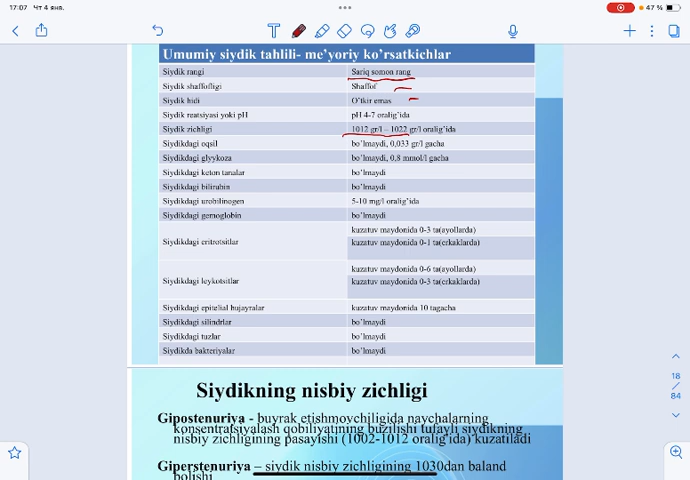 17:07 Чт 4 янв.
47 %
Umumiy siydik tahlili- me'yoriy ko'rsatkichlar
Siydik rangi Sariq somon rang
Siydik shaffofligi Shaffof
Siydik hidi O'tkir emas
Siydik reatsiyasi yoki pH pH 4-7 oralig'ida
Siydik zichligi 1012 gr/l – 1022 gr/l oralig'ida
Siydikdagi oqsil bo'lmaydi, 0,033 gr/l gacha
Siydikdagi glyykoza bo'lmaydi, 0,8 mmol/l gacha
Siydikdagi keton tanalar bo'lmaydi
Siydikdagi bilirubin bo'lmaydi
Siydikdagi urobilinogen 5-10 mg/l oralig'ida
Siydikdagi gemoglobin bo'lmaydi
Siydikdagi eritrotsitlar kuzatuv maydonida 0-3 ta(ayollarda)
kuzatuv maydonida 0-1 ta(erkaklarda)
Siydikdagi leykotsitlar kuzatuv maydonida 0-6 ta(ayollarda)
kuzatuv maydonida 0-3 ta(erkaklarda)
Siydikdagi epitelial hujayralar kuzatuv maydonida 10 tagacha
Siydikdagi silindrlar bo'lmaydi
Siydikdagi tuzlar bo'lmaydi
Siydikda bakteriyalar bo'lmaydi
18
/
84
Siydikning nisbiy zichligi
Gipostenuriya - buyrak etishmovchiligida naychalarning
konsentratsiyalash qobiliyatining buzilishi tufayli siydikning
nisbiy zichligining pasayishi (1002-1012 oralig'ida) kuzatiladi
Giperstenuriya – siydik nisbiy zichligining 1030dan baland
bolishi